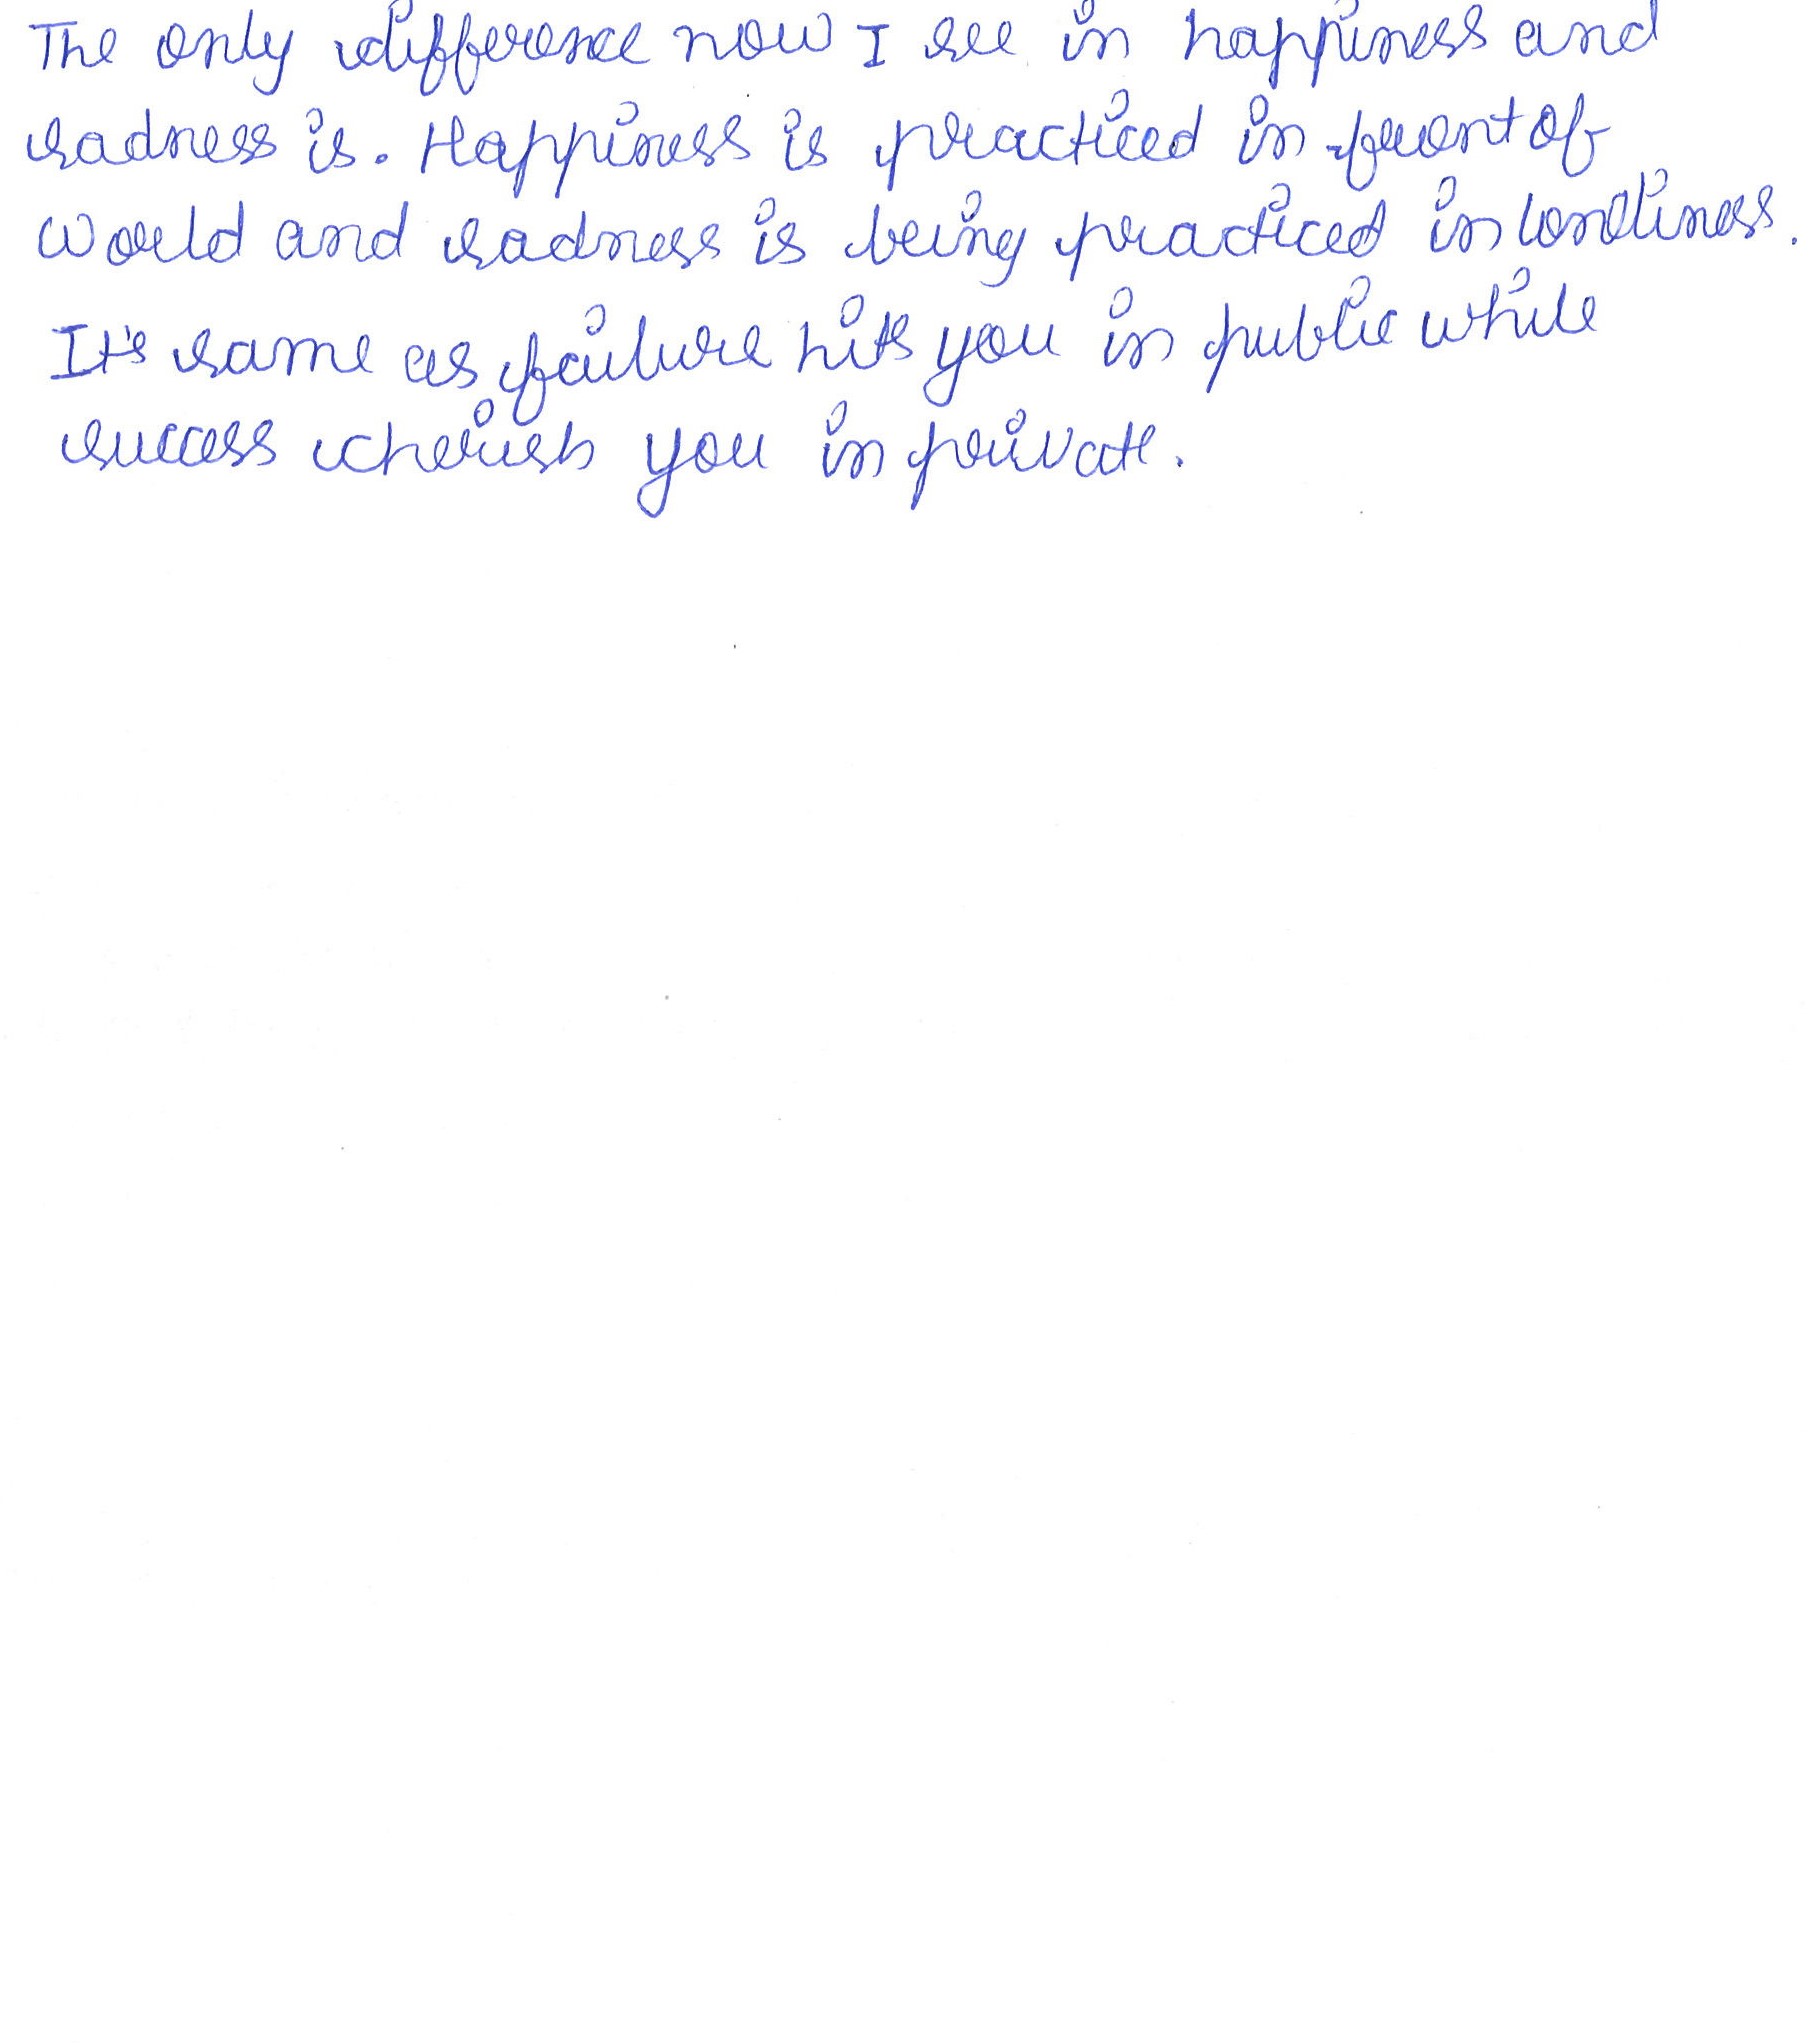 The only difference now I see in happiness and
sadness is. Happiness is practiced in front of
world and sadness is being practiced in loneliness.
It's same as failure hits you in public while
success cherish you in private.